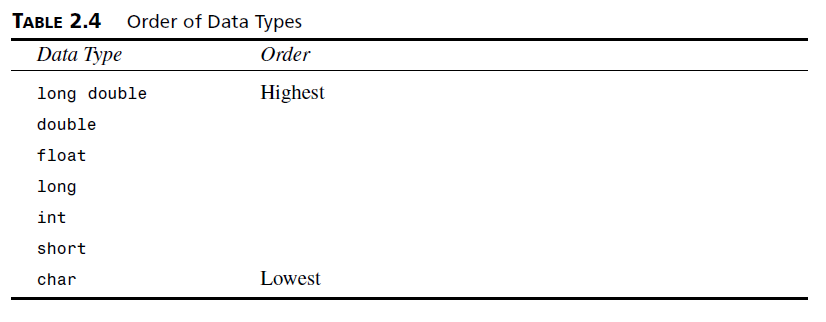 TABLE 2.4 Order of Data Types
Data Type Order
long double Highest
double
float
long
int
short
char Lowest